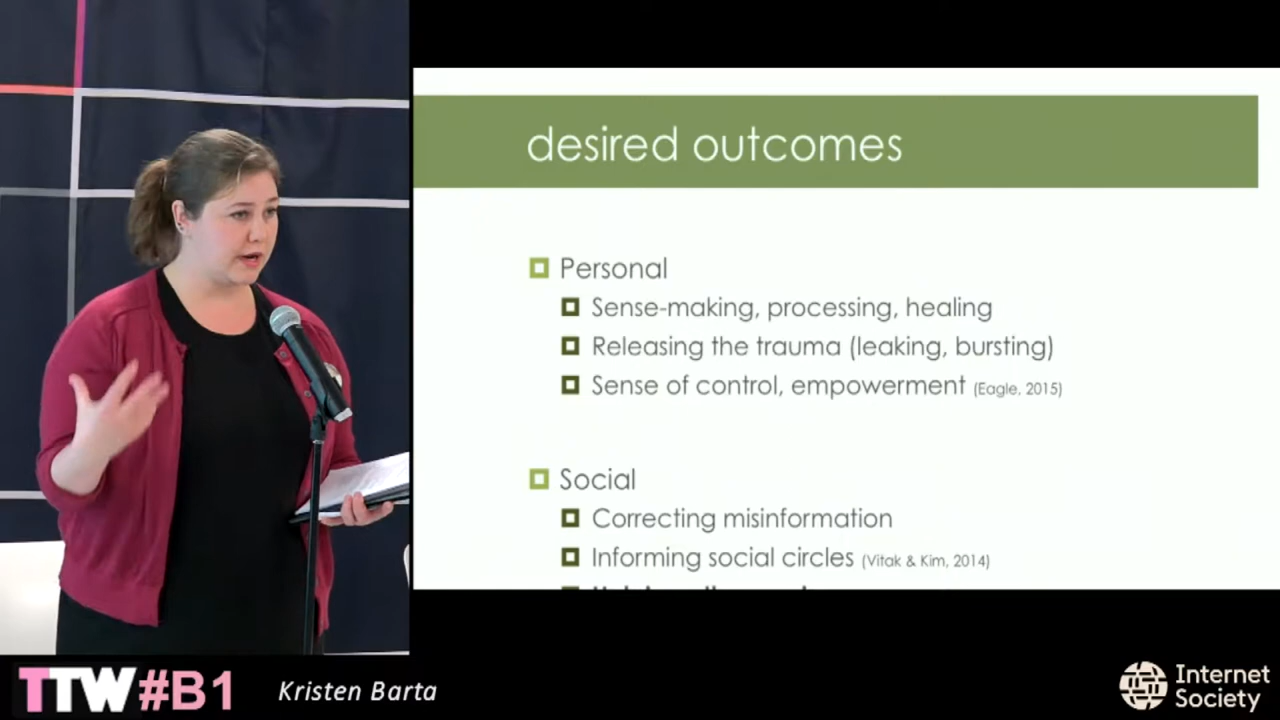 desired outcomes
Personal
Sense-making, processing, healing
Releasing the trauma (leaking, bursting)
Sense of control, empowerment (Eagle, 2015)
Social
Correcting misinformation
Informing social circles (Vitak & Kim, 2014)
TTW#B1
Kristen Barta
Internet
Society